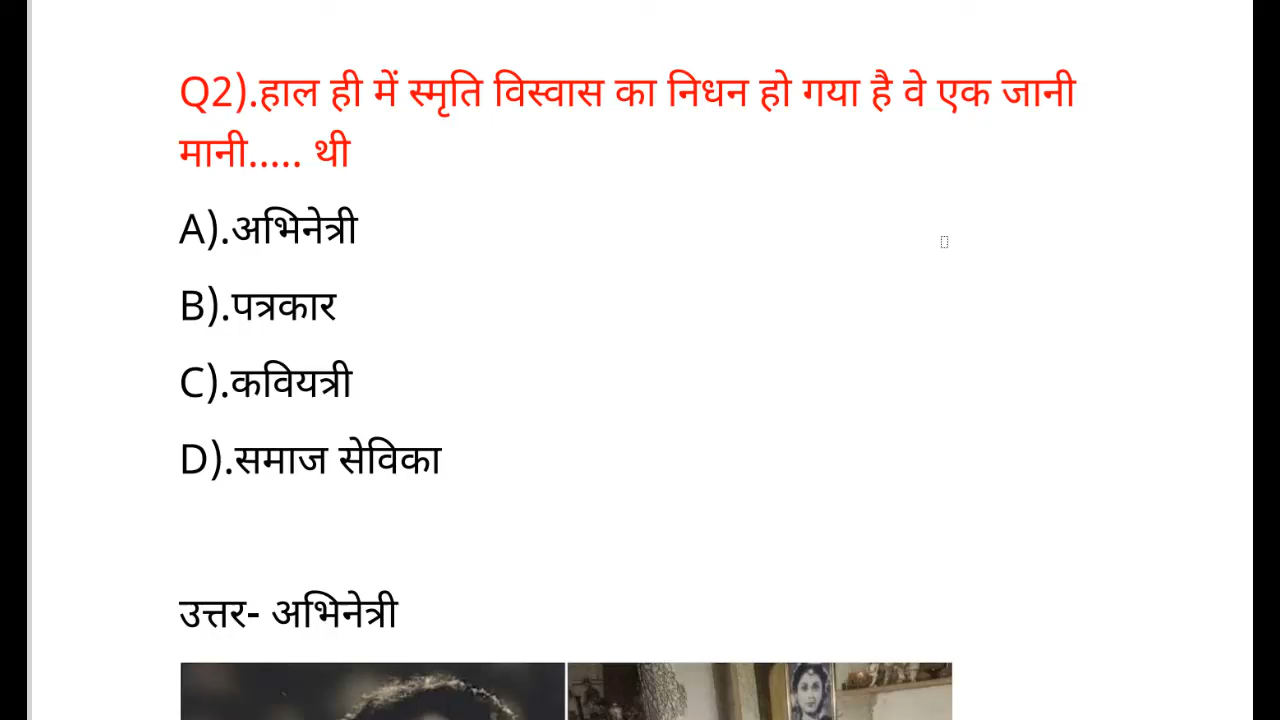 Q2).हाल ही में स्मृति विस्वास का निधन हो गया है वे एक जानी
मानी..... थी
A).अभिनेत्री
B).पत्रकार
C).कवियत्री
D).समाज सेविका
उत्तर- अभिनेत्री